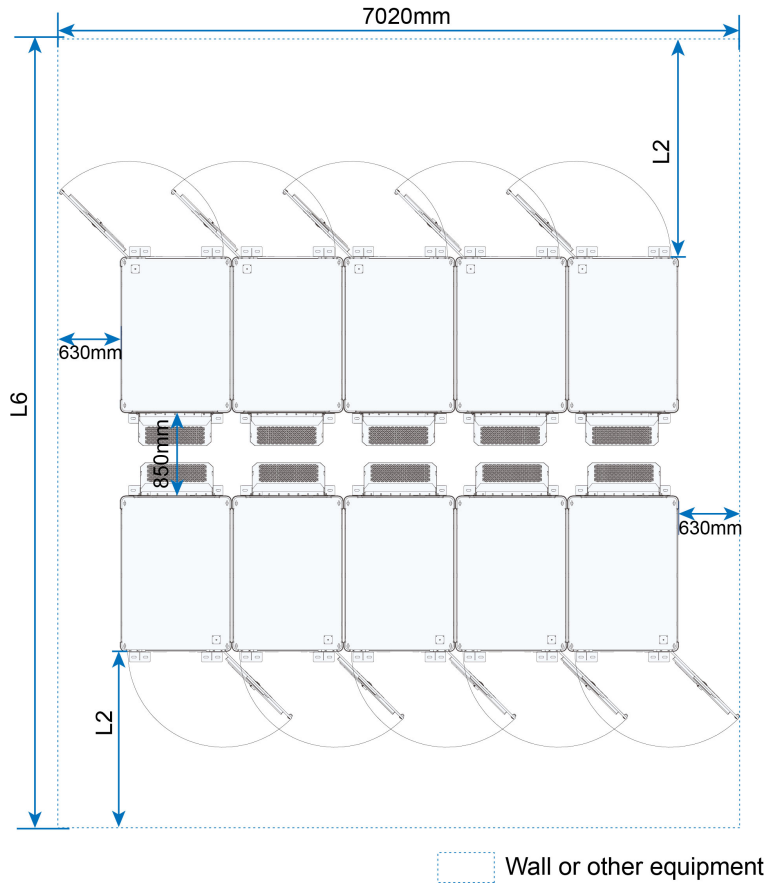 7020mm
L2
630mm
L6
850mm
630mm
L2
Wall or other equipment